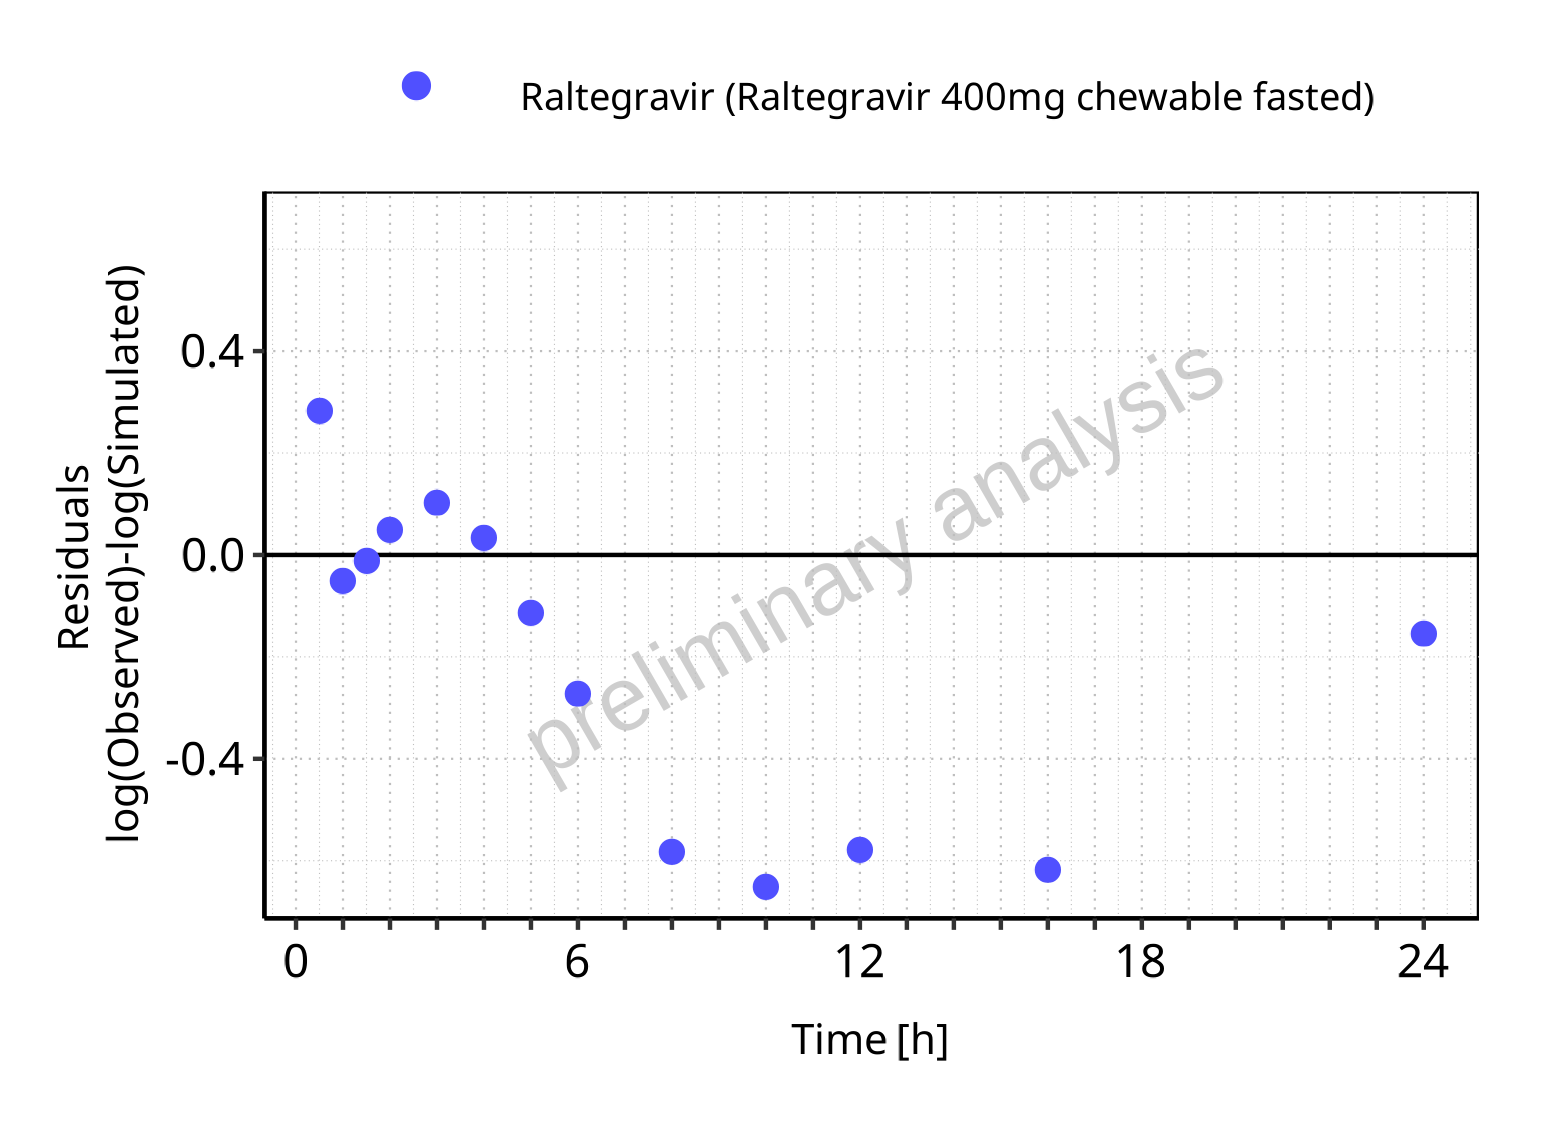 Raltegravir (Raltegravir 400mg chewable fasted)
Residuals
log(Observed)-log(Simulated)
0.4
0.0
-0.4
preliminary analysis
0 6 12 18 24
Time [h]